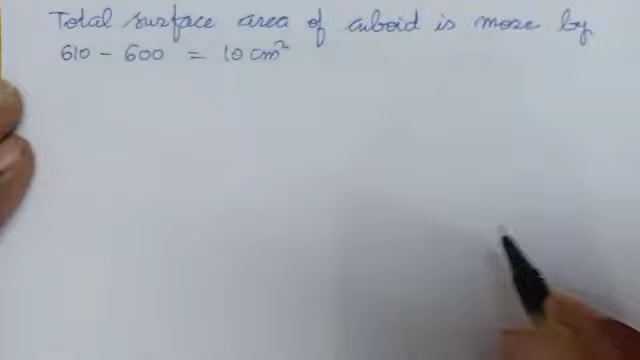 Total surface area of cuboid is more by
610 - 600 = 10 cm²